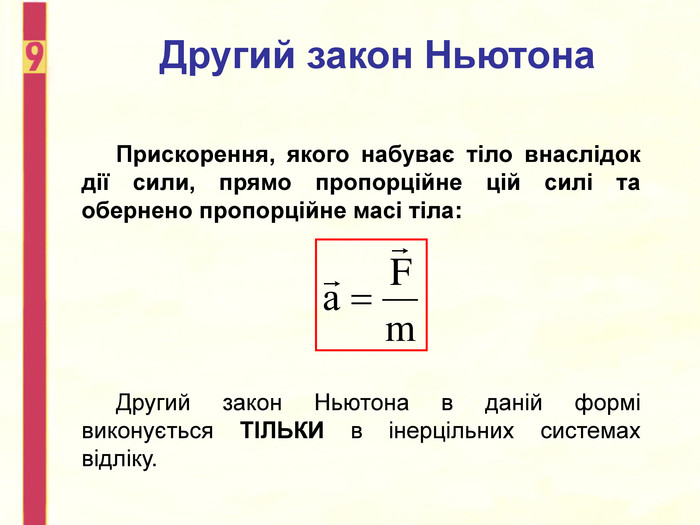 9
Другий закон Ньютона
Прискорення, якого набуває тіло внаслідок
дії сили, прямо пропорційне цій силі та
обернено пропорційне масі тіла:
a⃗ = F⃗ / m
Другий закон Ньютона в даній формі
виконується ТІЛЬКИ в інерцільних системах
відліку.